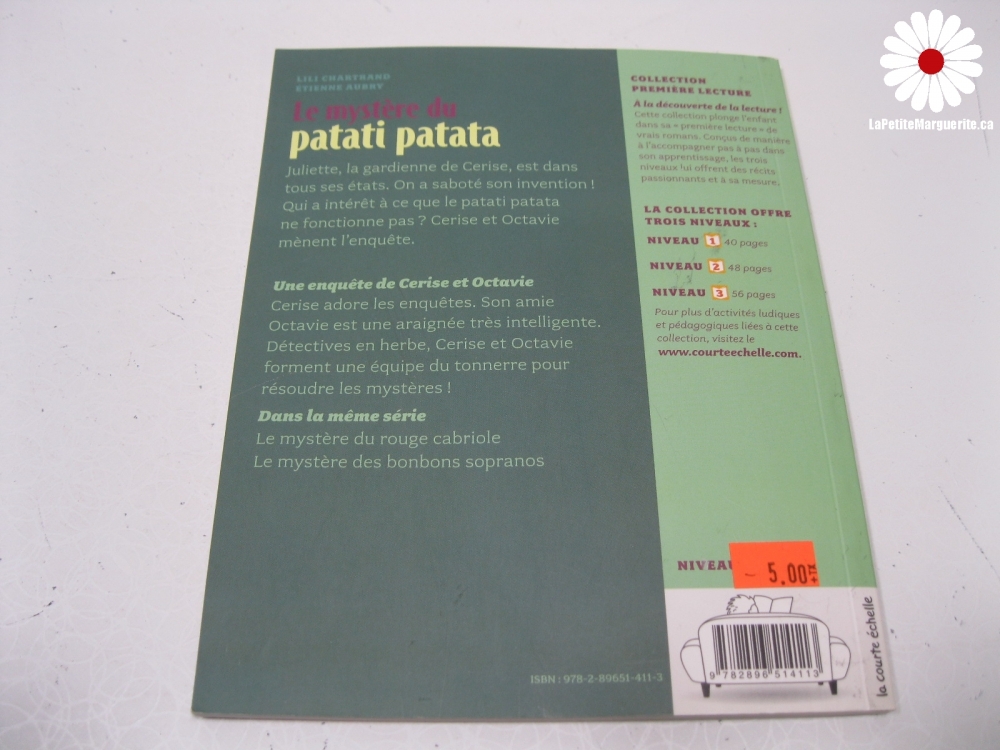 LILI CHARTRAND
ETIENNE AUBRY
Le mystère du
patati patata
Juliette, la gardienne de Cerise, est dans
tous ses états. On a saboté son invention !
Qui a intérêt à ce que le patati patata
ne fonctionne pas ? Cerise et Octavie
mènent l'enquête.
Une enquête de Cerise et Octavie
Cerise adore les enquêtes. Son amie
Octavie est une araignée très intelligente.
Détectives en herbe, Cerise et Octavie
forment une équipe du tonnerre pour
résoudre les mystères !
Dans la même série
Le mystère du rouge cabriole
Le mystère des bonbons sopranos
ISBN : 978-2-89651-411-3
COLLECTION
PREMIÈRE LECTURE
À la découverte de la lecture !
Cette collection plonge l'enfant
dans sa « première lecture » de
vrais romans. Conçus de manière
à l'accompagner pas à pas dans
son apprentissage, les trois
niveaux lui offrent des récits
passionnants et à sa mesure.
LA COLLECTION OFFRE
TROIS NIVEAUX :
NIVEAU 1 40 pages
NIVEAU 2 48 pages
NIVEAU 3 56 pages
Pour plus d'activités ludiques
et pédagogiques liées à cette
collection, visitez le
www.courteechelle.com.
NIVEAU
5.00+TX
9 782896 514113
la courte échelle
LaPetiteMarguerite.ca